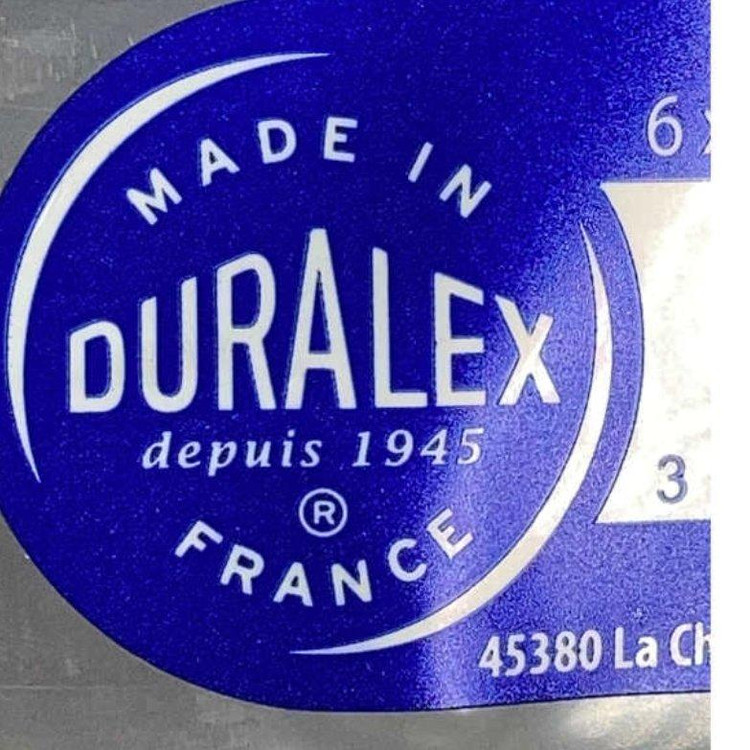 MADE IN
DURALEX
depuis 1945
®
FRANCE
6
3
45380 La Ch